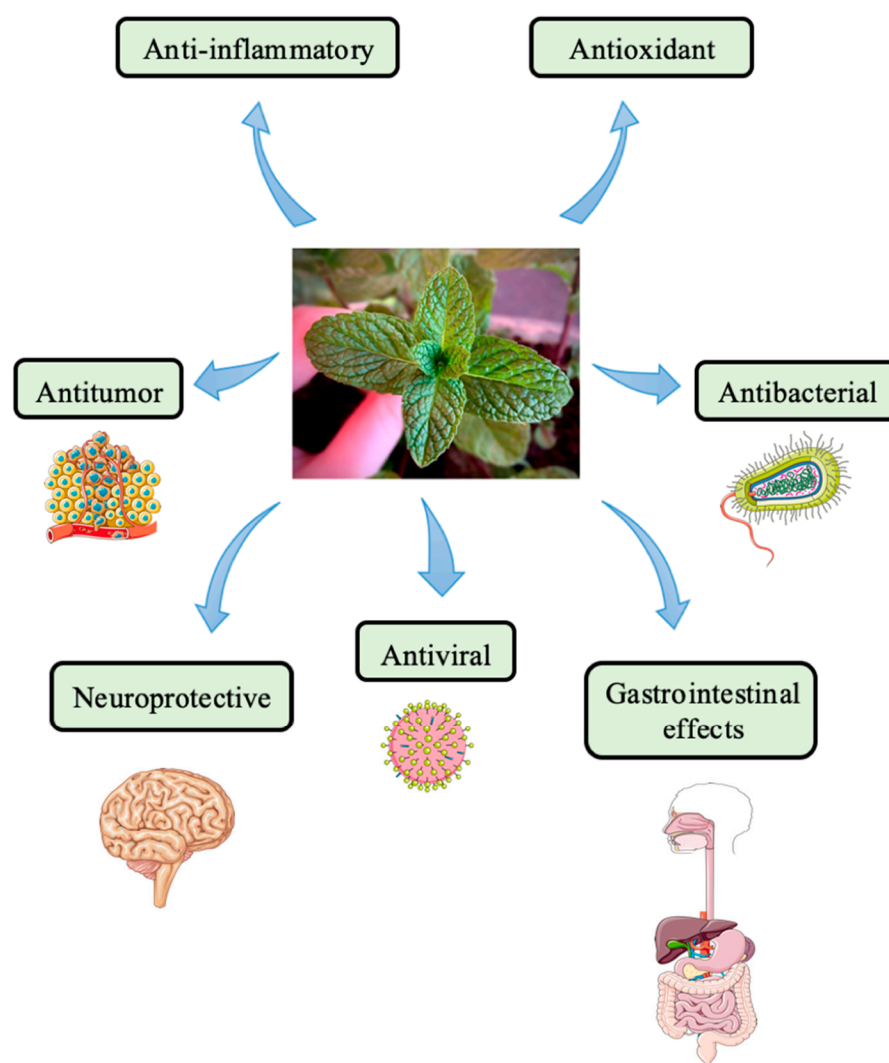 Anti-inflammatory
Antioxidant
Antitumor
Antibacterial
Neuroprotective
Antiviral
Gastrointestinal
effects